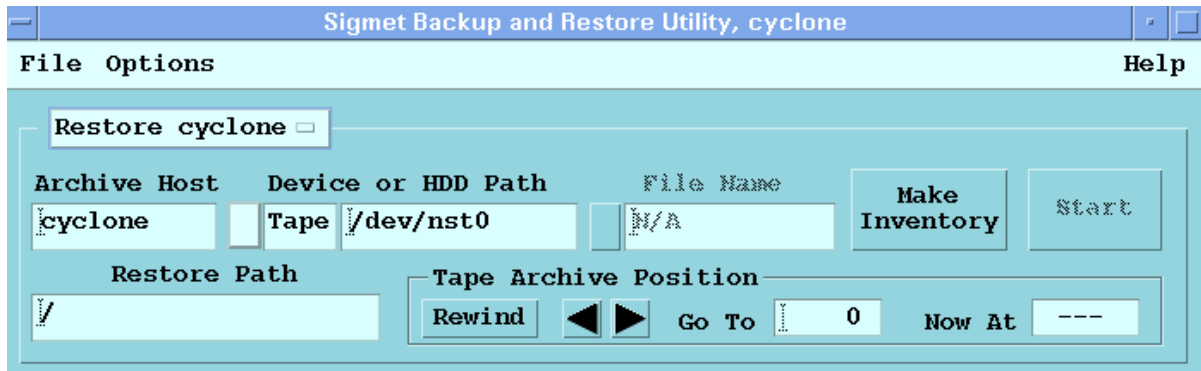 Sigmet Backup and Restore Utility, cyclone
File Options Help
Restore cyclone
Archive Host Device or HDD Path File Name
cyclone Tape /dev/nst0 N/A
Make Inventory
Start
Restore Path
/
Tape Archive Position
Rewind Go To 0 Now At ---